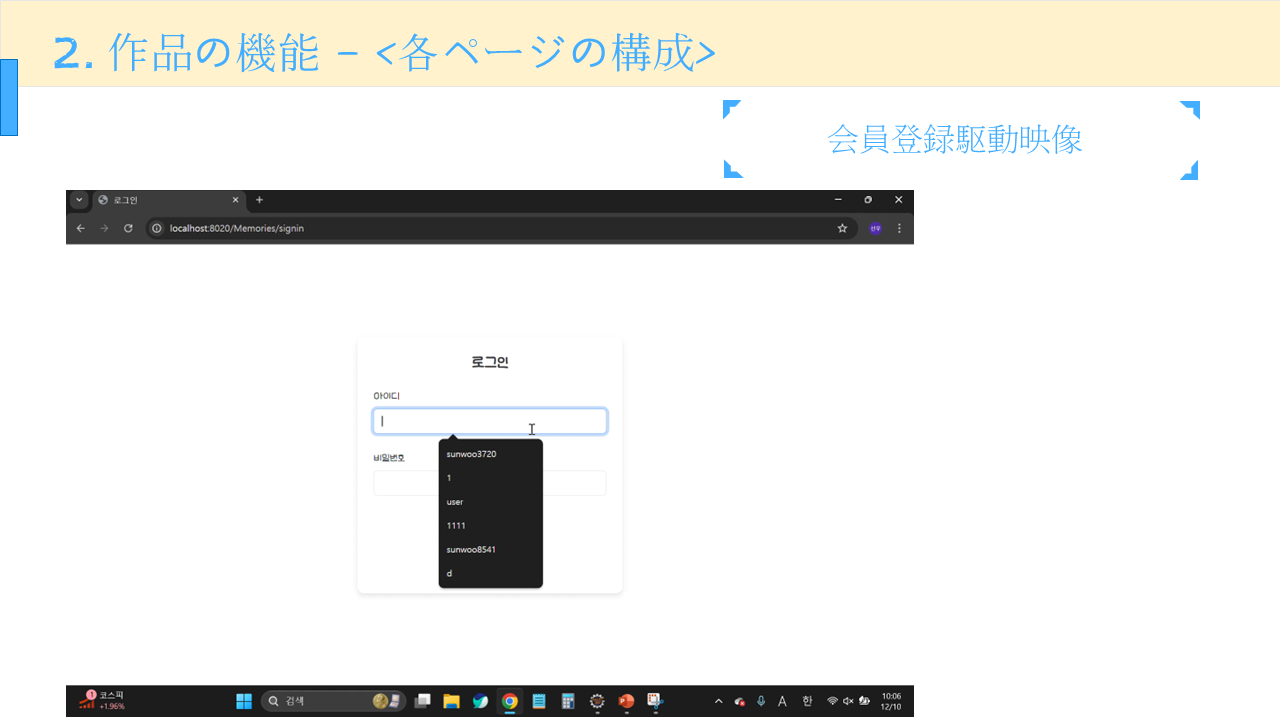 2. 作品の機能 – <各ページの構成>
会員登録駆動映像
로그인
localhost:8020/Memories/signin
선우
로그인
아이디
sunwoo3720
비밀번호
1
user
1111
sunwoo8541
d
1
코스피
+1.96%
검색
A
한
10:06
12/10